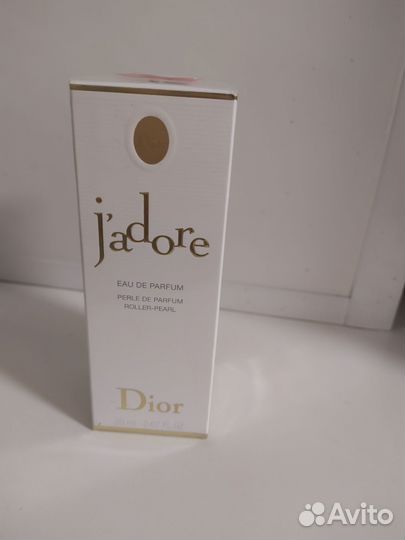 j'adore
EAU DE PARFUM
PERLE DE PARFUM
ROLLER-PEARL
Dior
Avito